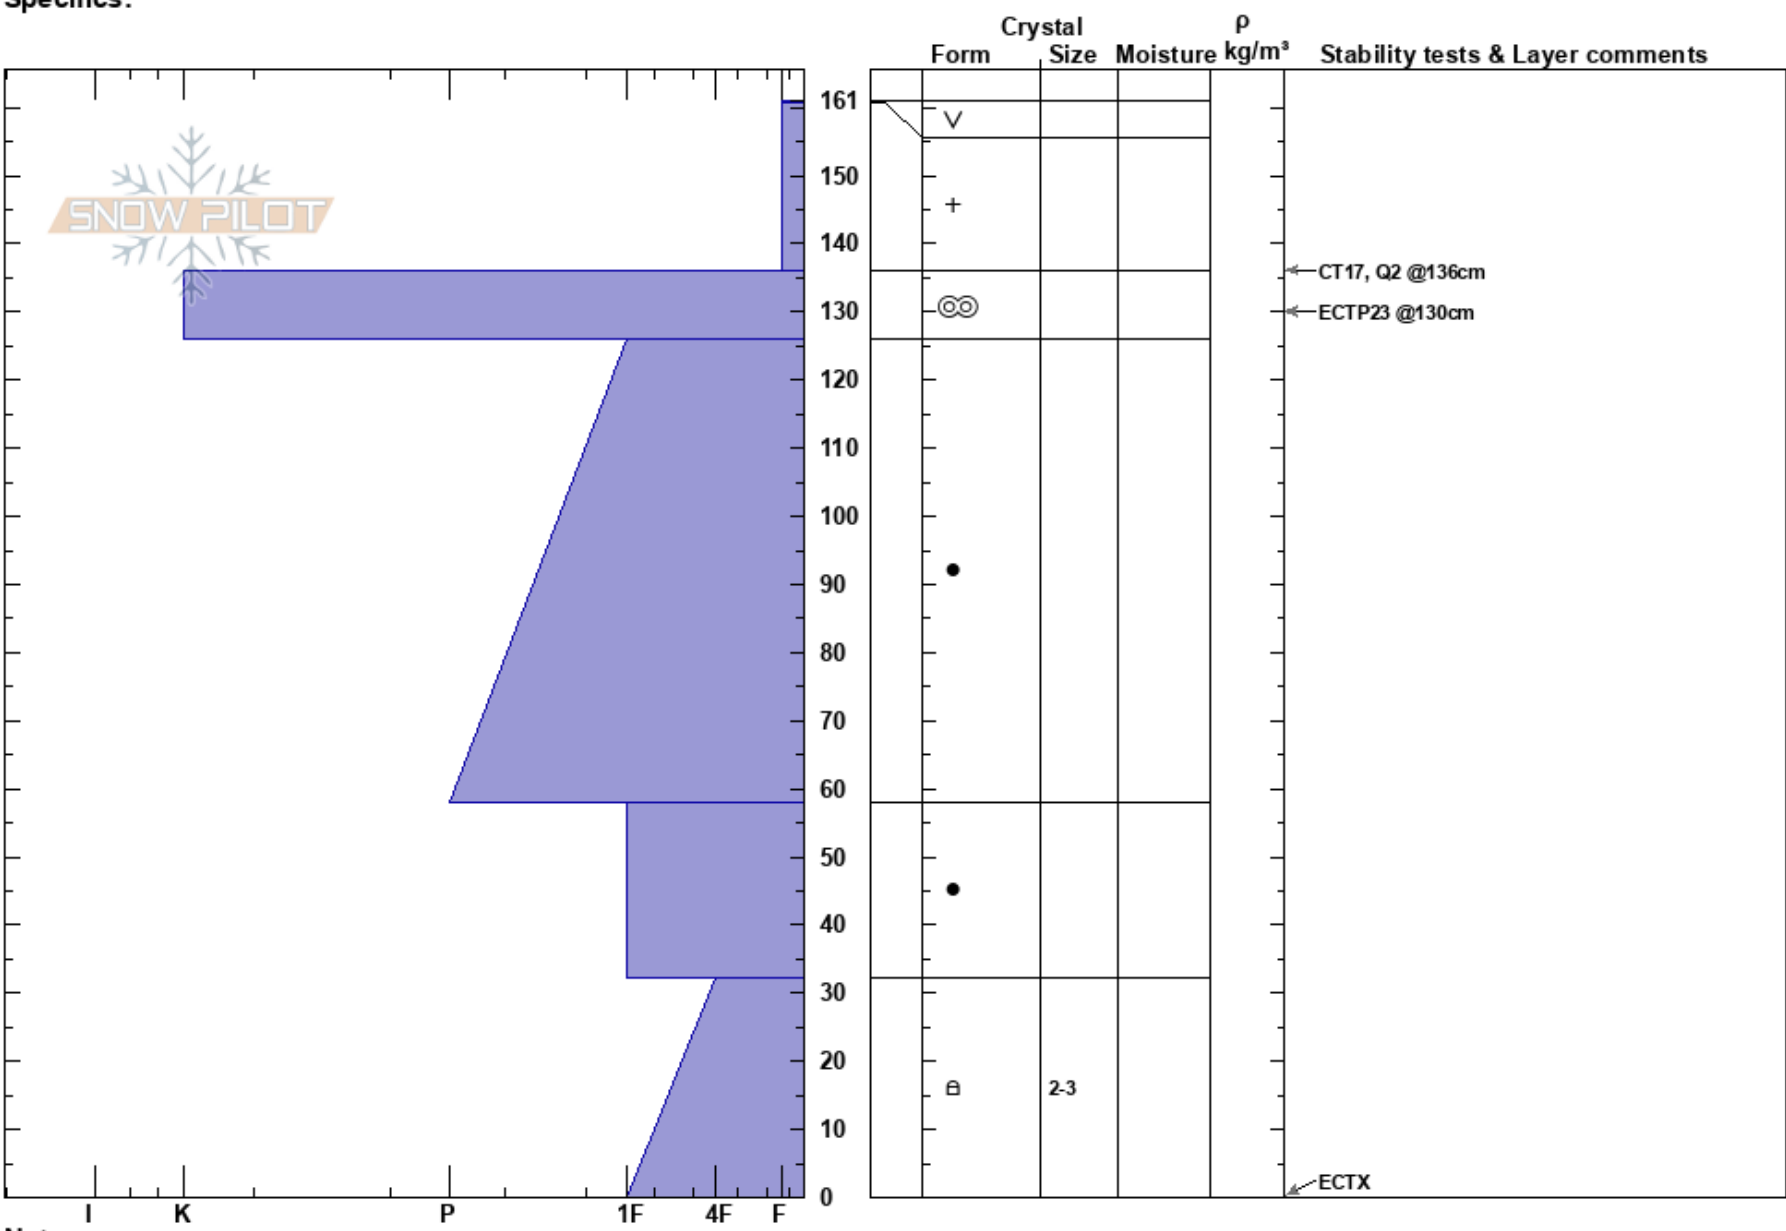 Specifics:
Crystal
ρ
Form
Size
Moisture
kg/m³
Stability tests & Layer comments
SNOW PILOT
161
150
140
130
120
110
100
90
80
70
60
50
40
30
20
10
0
CT17, Q2 @136cm
ECTP23 @130cm
2-3
ECTX
I K P 1F 4F F